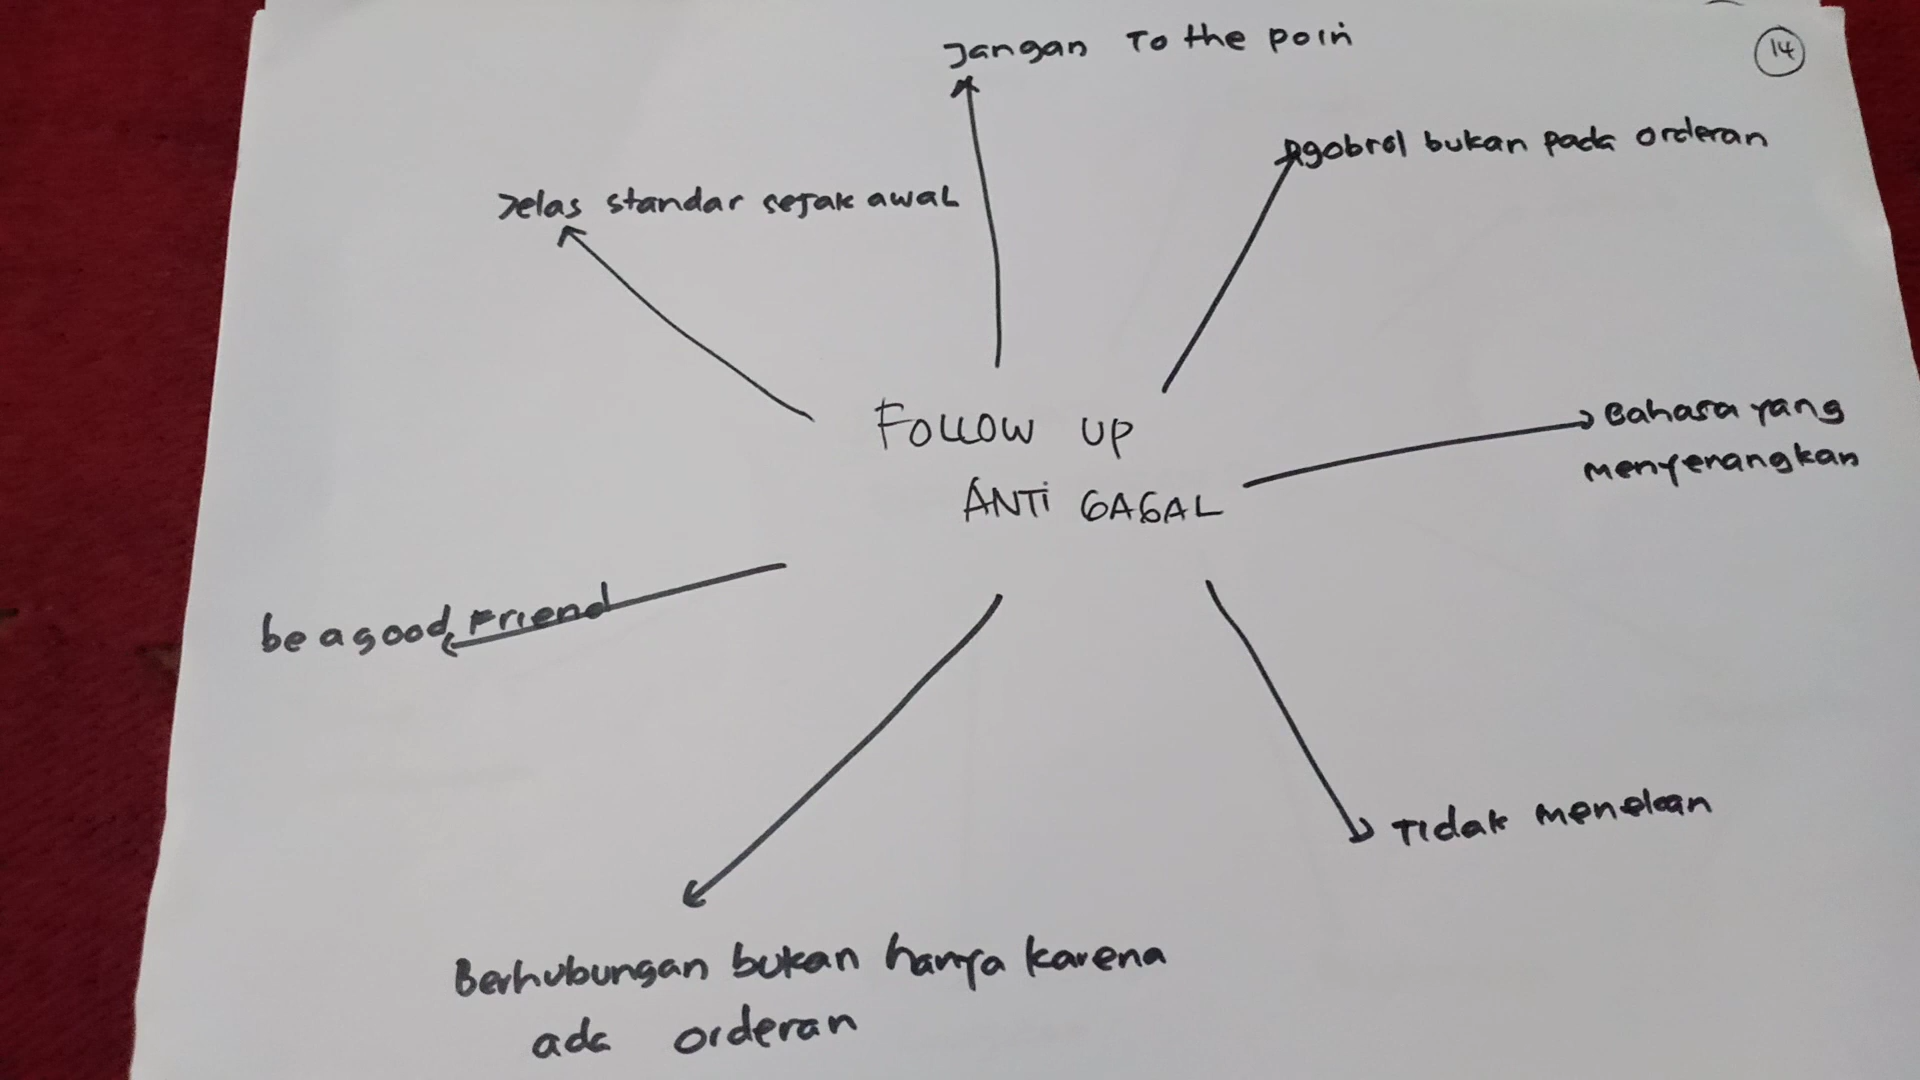 Jangan To the poin
14
Ngobrol bukan pada orderan
Jelas standar sejak awal
Bahasa yang
menyenangkan
FOLLOW UP
ANTI GAGAL
be a good Friend
Tidak menekan
Berhubungan bukan hanya karena
ada orderan